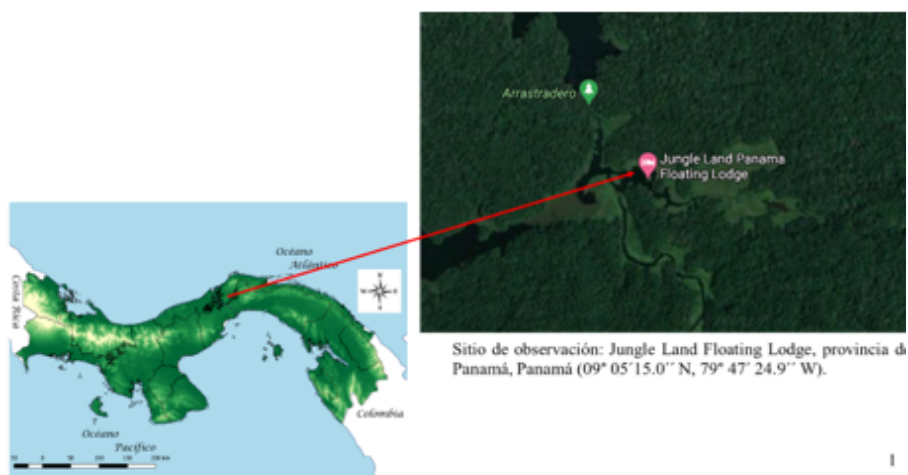 Arrastradero
Jungle Land Panama
Floating Lodge
Océano
Atlántico
Costa Rica
N
W
E
S
Colombia
Océano
Pacífico
Sitio de observación: Jungle Land Floating Lodge, provincia de
Panamá, Panamá (09° 05´15.0´´ N, 79° 47´ 24.9´´ W).
1